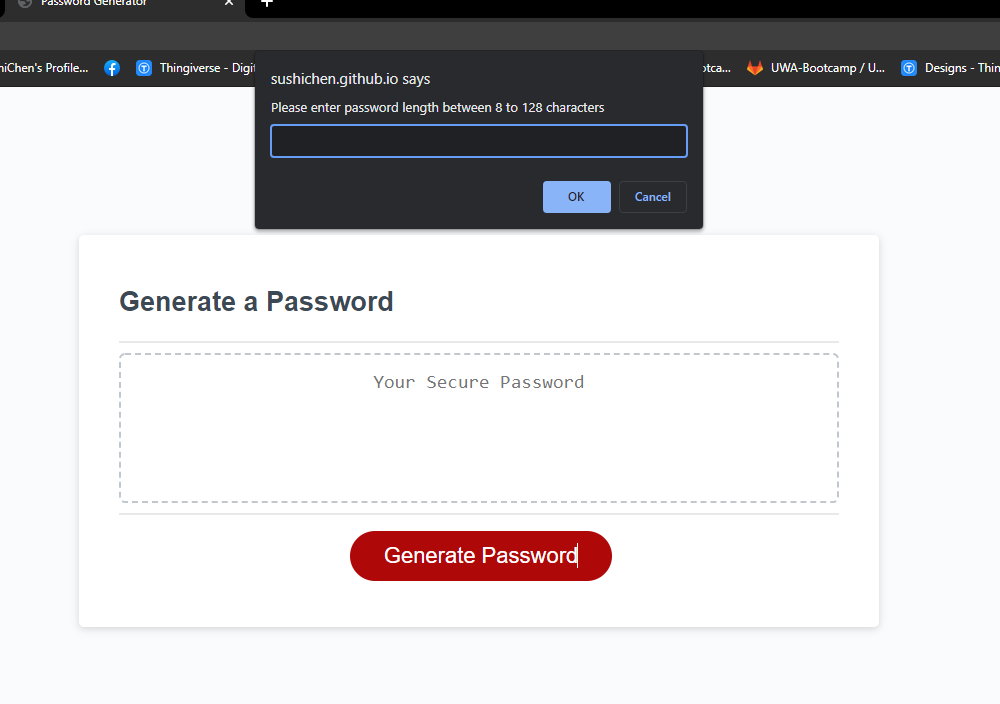 Password Generator
hiChen's Profile... Thingiverse - Digit otca... UWA-Bootcamp / U... Designs - Thin
sushichen.github.io says
Please enter password length between 8 to 128 characters
OK Cancel
Generate a Password
Your Secure Password
Generate Password